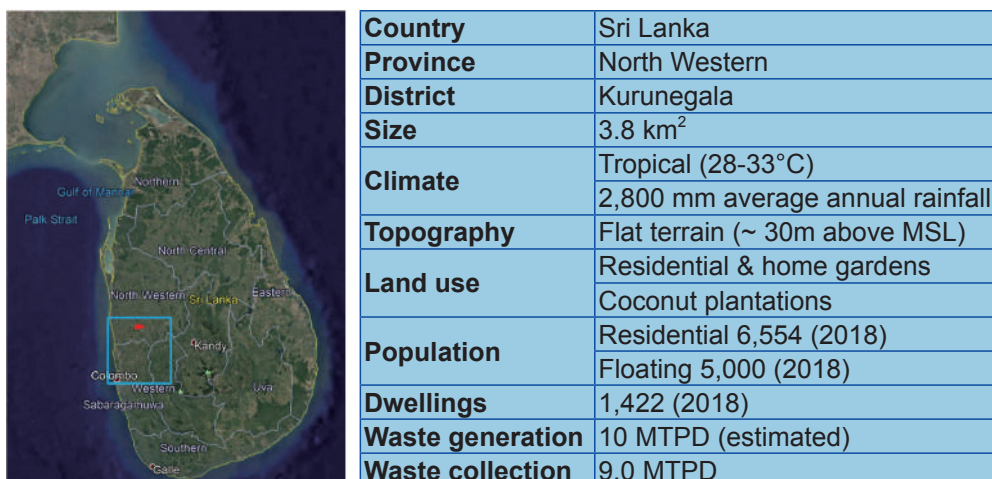 Gulf of Mannar
Palk Strait
Northern
North Central
North Western
Sri Lanka
Eastern
Kandy
Colombo
Western
Uva
Sabaragamuwa
Southern
Galle
Country Sri Lanka
Province North Western
District Kurunegala
Size 3.8 km²
Climate Tropical (28-33°C)
2,800 mm average annual rainfall
Topography Flat terrain (~ 30m above MSL)
Land use Residential & home gardens
Coconut plantations
Population Residential 6,554 (2018)
Floating 5,000 (2018)
Dwellings 1,422 (2018)
Waste generation 10 MTPD (estimated)
Waste collection 9.0 MTPD